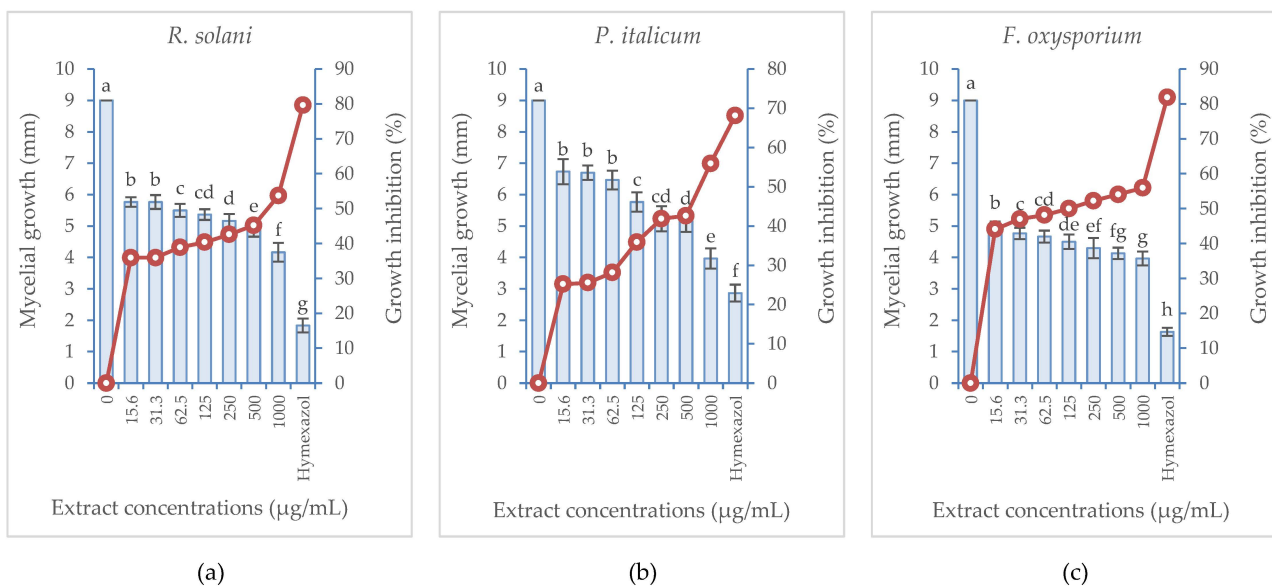 R. solani
Mycelial growth (mm)
10
9
8
7
6
5
4
3
2
1
0
a
b
b
c
cd
d
e
f
g
90
80
70
60
50
40
30
20
10
0
Growth inhibition (%)
0
15.6
31.3
62.5
125
250
500
1000
Hymexazol
Extract concentrations (µg/mL)
(a)
P. italicum
Mycelial growth (mm)
10
9
8
7
6
5
4
3
2
1
0
a
b
b
b
c
cd
d
e
f
80
70
60
50
40
30
20
10
0
Growth inhibition (%)
0
15.6
31.3
62.5
125
250
500
1000
Hymexazol
Extract concentrations (µg/mL)
(b)
F. oxysporium
Mycelial growth (mm)
10
9
8
7
6
5
4
3
2
1
0
a
b
c
cd
de
ef
fg
g
h
90
80
70
60
50
40
30
20
10
0
Growth inhibition (%)
0
15.6
31.3
62.5
125
250
500
1000
Hymexazol
Extract concentrations (µg/mL)
(c)